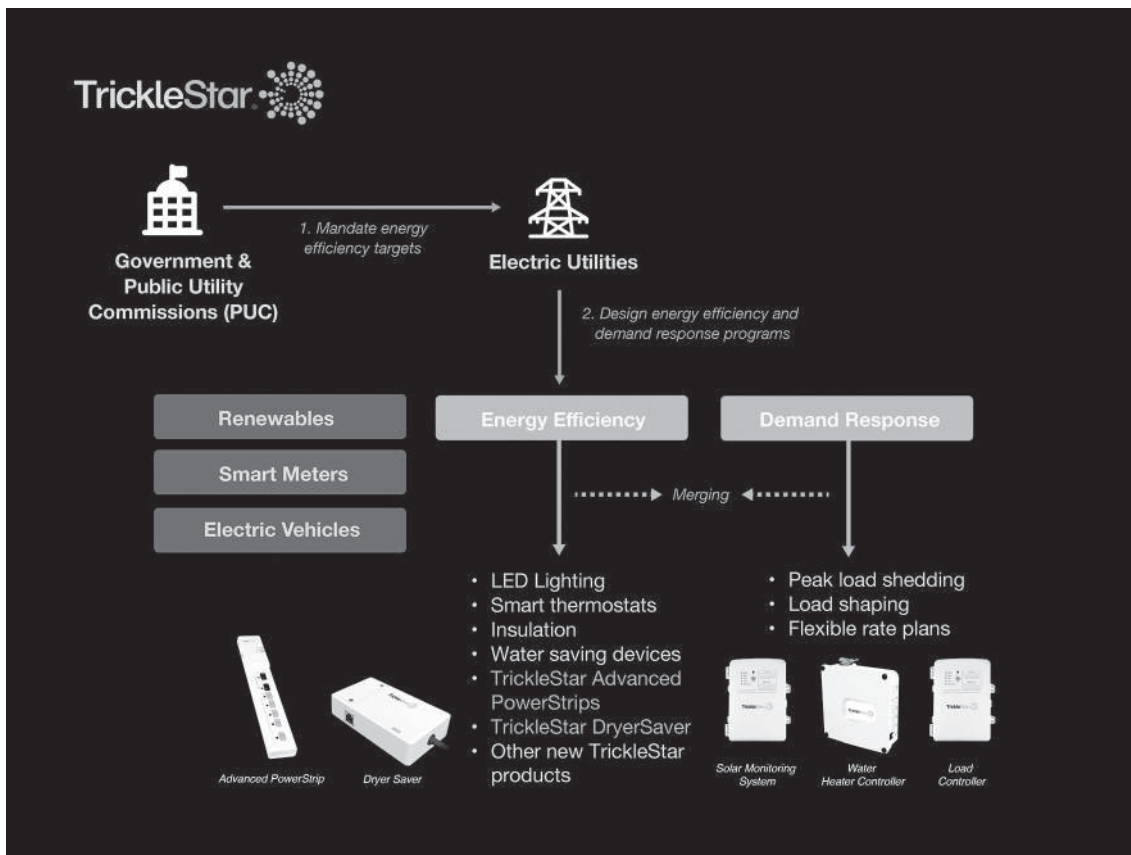 TrickleStar
1. Mandate energy
efficiency targets
Government &
Public Utility
Commissions (PUC)
Electric Utilities
2. Design energy efficiency and
demand response programs
Renewables
Smart Meters
Electric Vehicles
Energy Efficiency
Demand Response
Merging
• LED Lighting
• Smart thermostats
• Insulation
• Water saving devices
• TrickleStar Advanced
PowerStrips
• TrickleStar DryerSaver
• Other new TrickleStar
products
• Peak load shedding
• Load shaping
• Flexible rate plans
Advanced PowerStrip
Dryer Saver
Solar Monitoring
System
Water
Heater Controller
Load
Controller